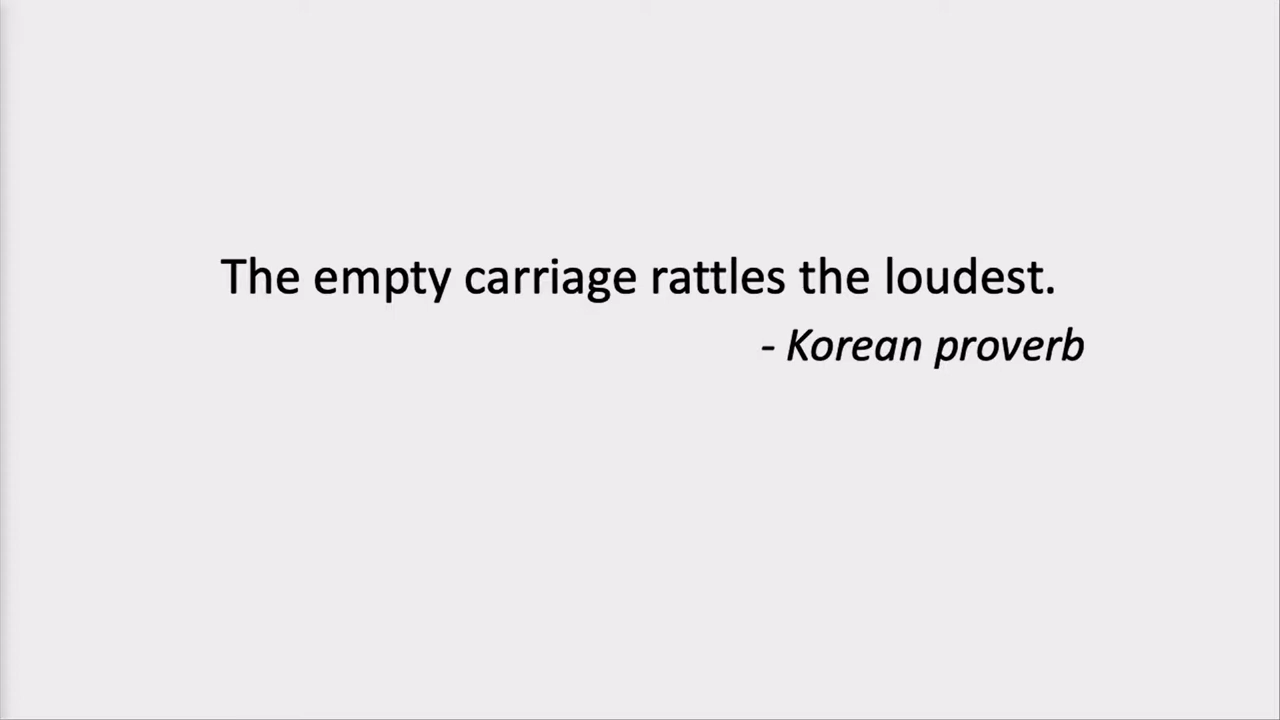 The empty carriage rattles the loudest.
- Korean proverb